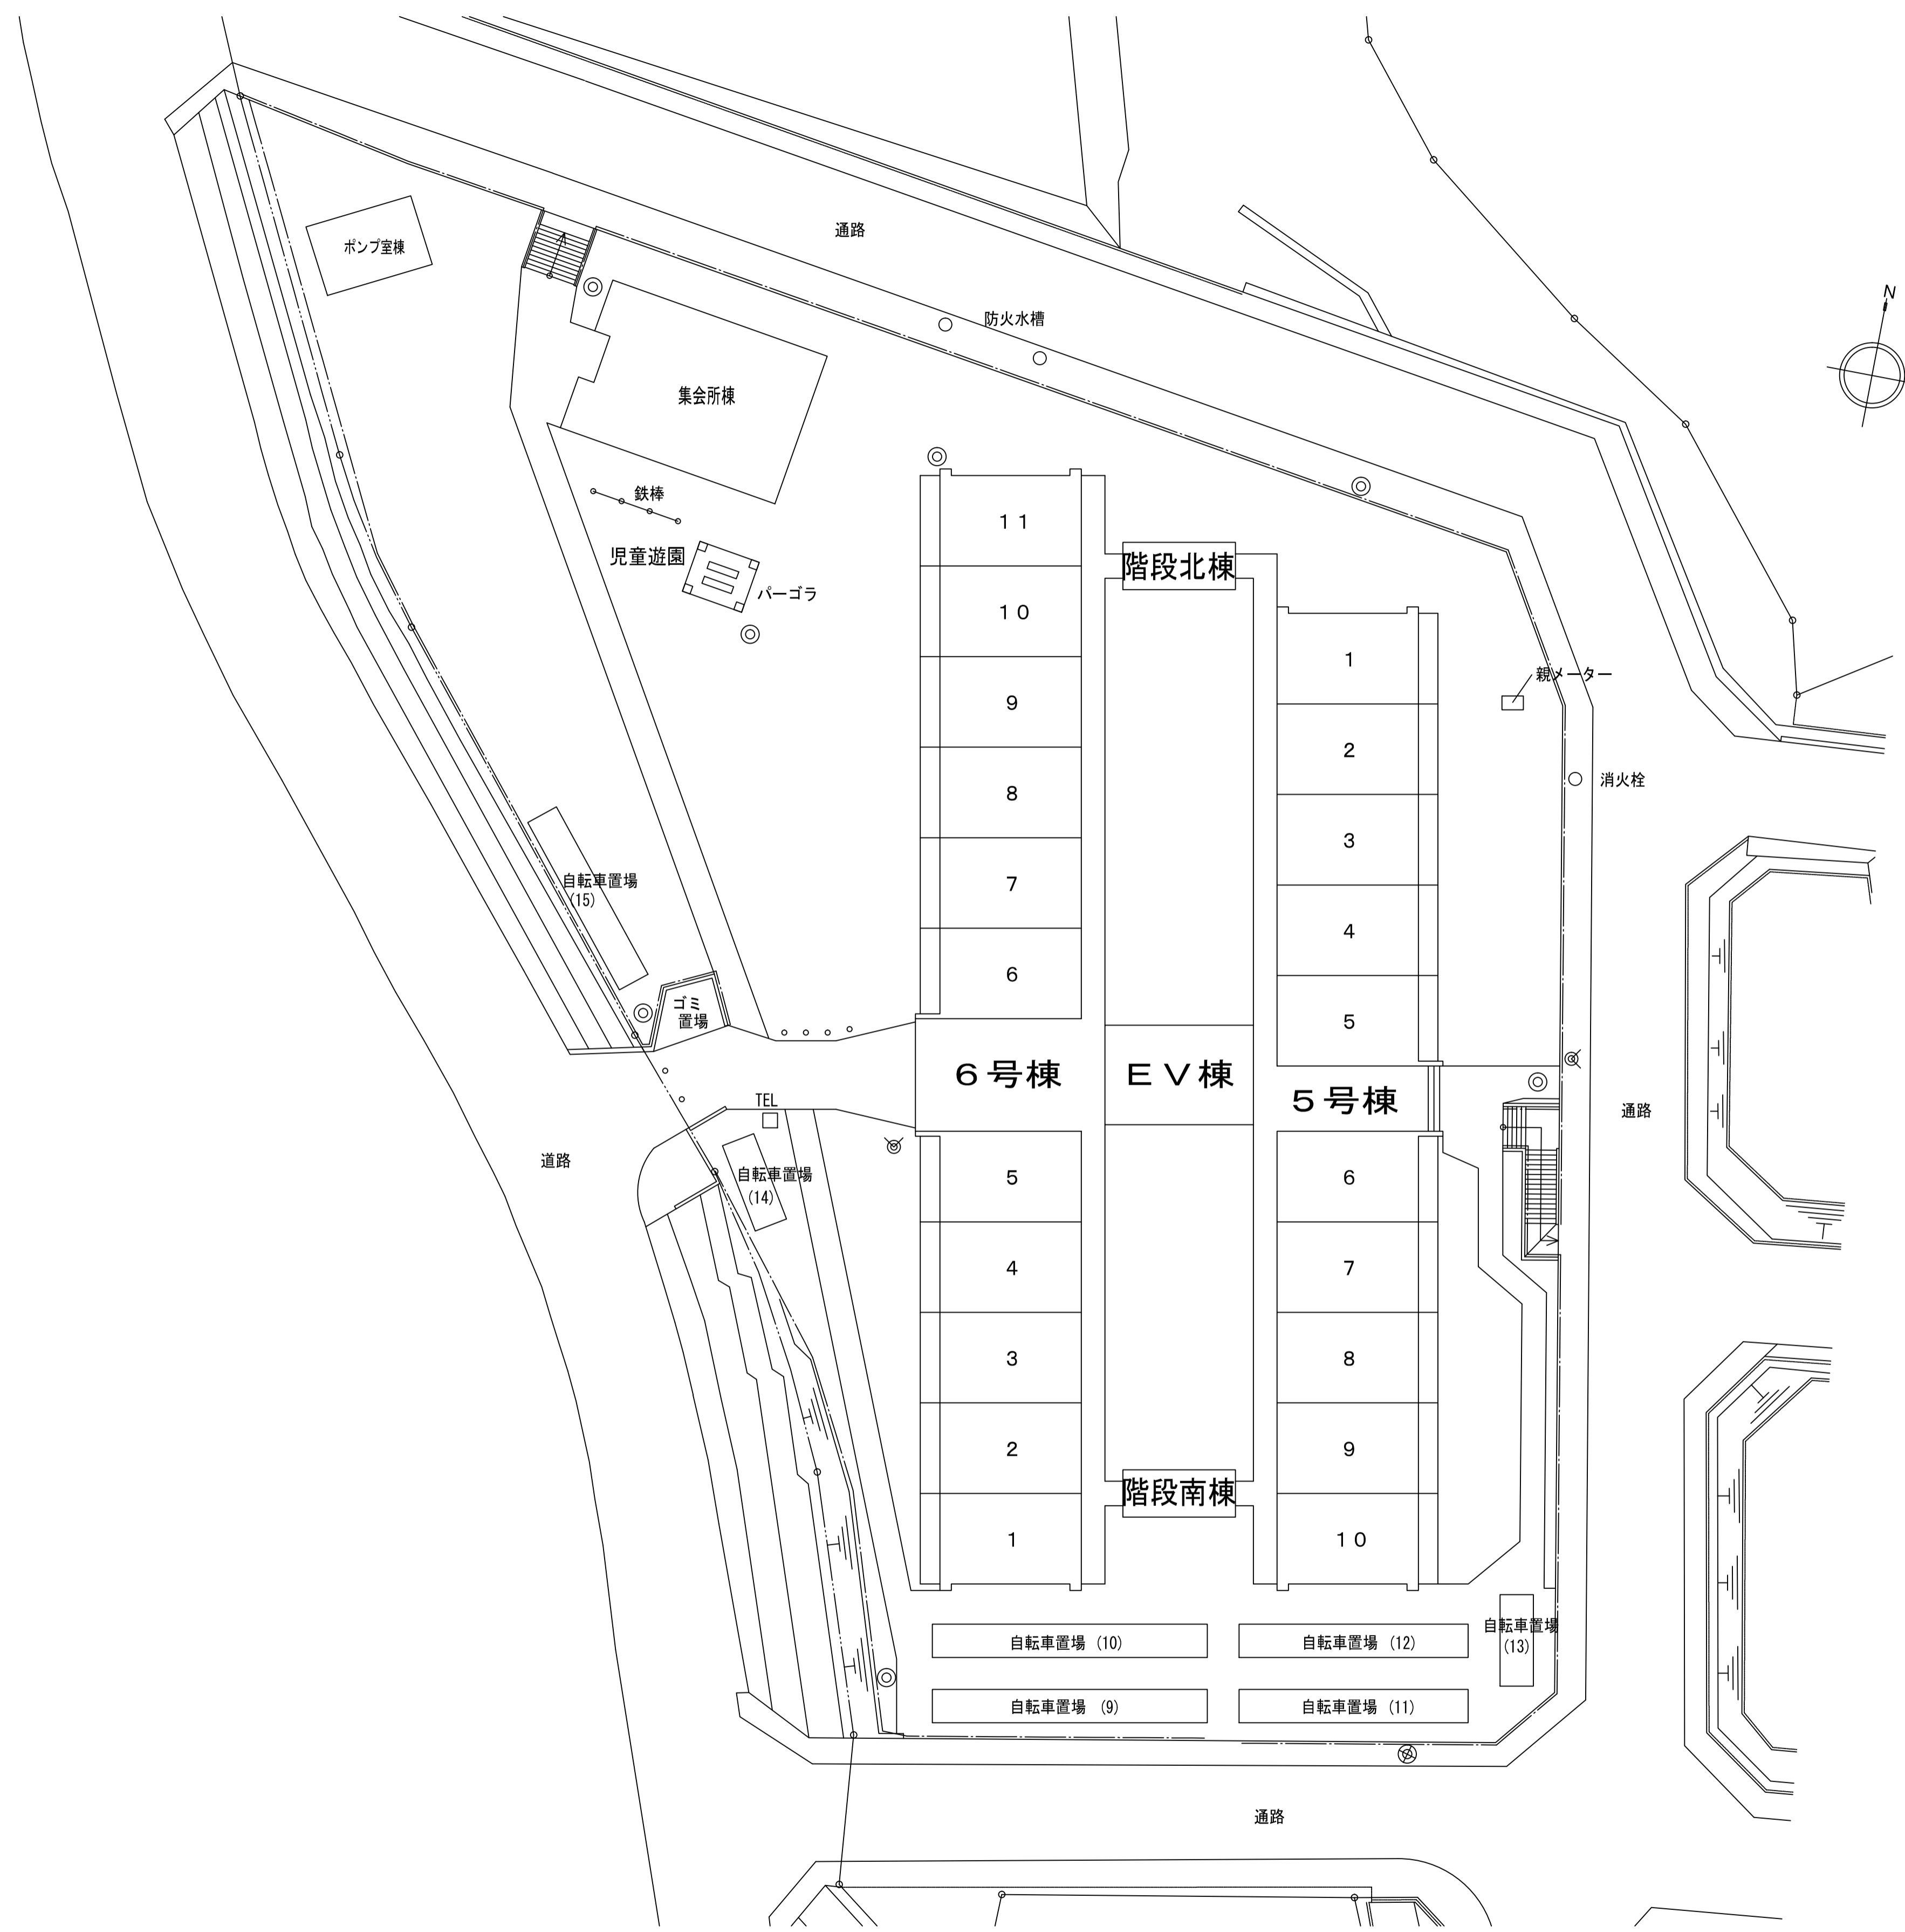 通路
ポンプ室棟
N
防火水槽
集会所棟
鉄棒
児童遊園
パーゴラ
11
階段北棟
10
1
親メーター
9
2
消火栓
8
3
自転車置場
(15)
7
4
6
ゴミ
置場
5
6号棟
EV棟
5号棟
TEL
通路
道路
自転車置場
(14)
5
6
4
7
3
8
2
9
階段南棟
1
10
自転車置場 (10)
自転車置場 (12)
自転車置場
(13)
自転車置場 (9)
自転車置場 (11)
通路